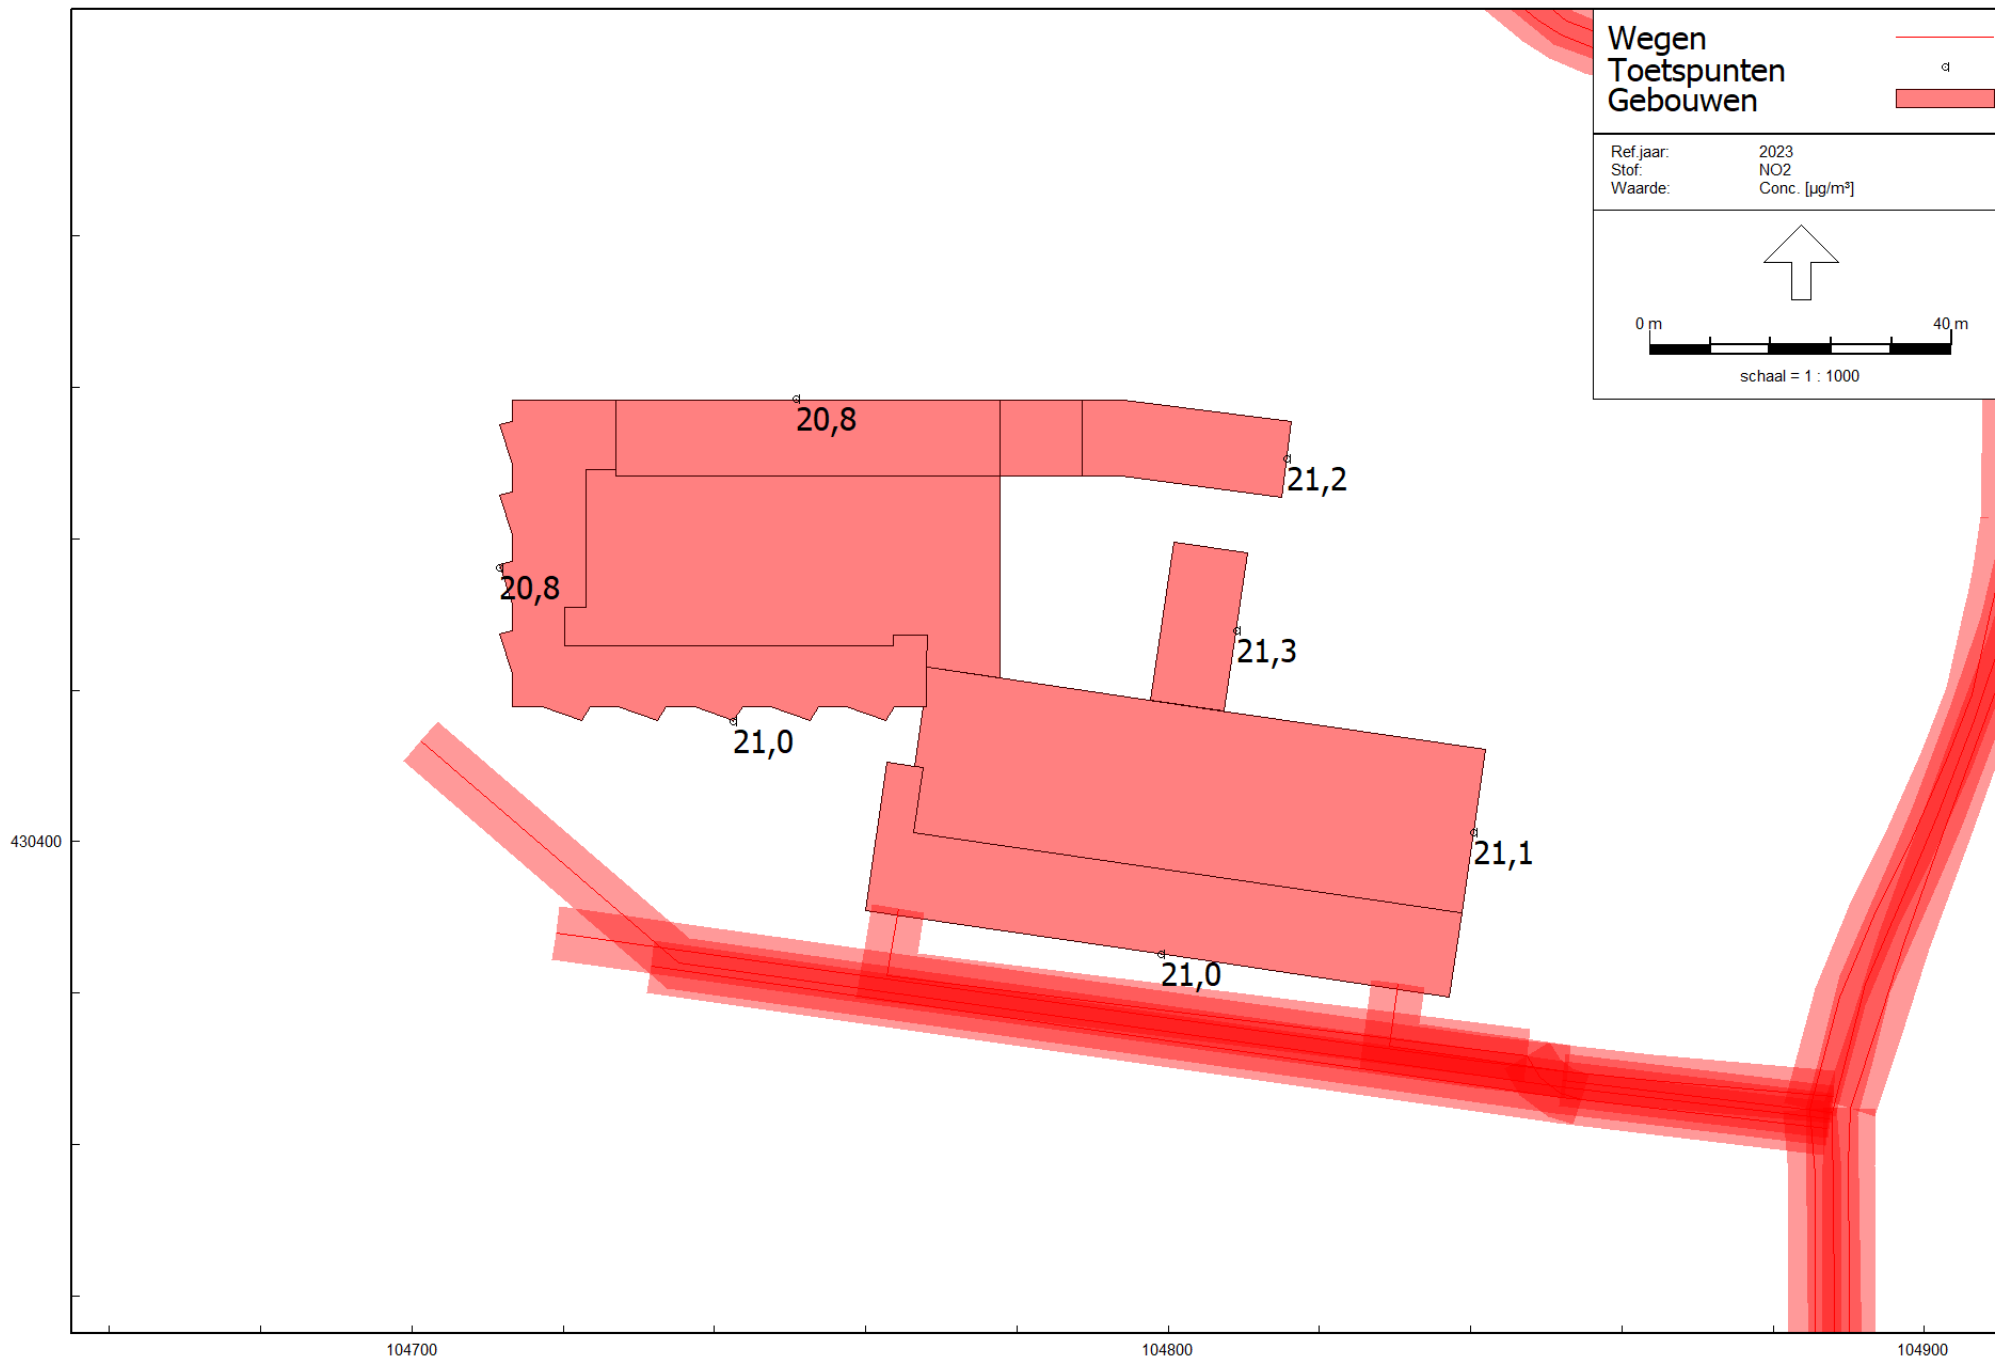 Wegen
Toetspunten
Gebouwen
Ref.jaar: 2023
Stof: NO2
Waarde: Conc. [µg/m³]
0 m 40 m
schaal = 1 : 1000
20,8
21,2
20,8
21,3
21,0
21,1
430400
21,0
104700 104800 104900